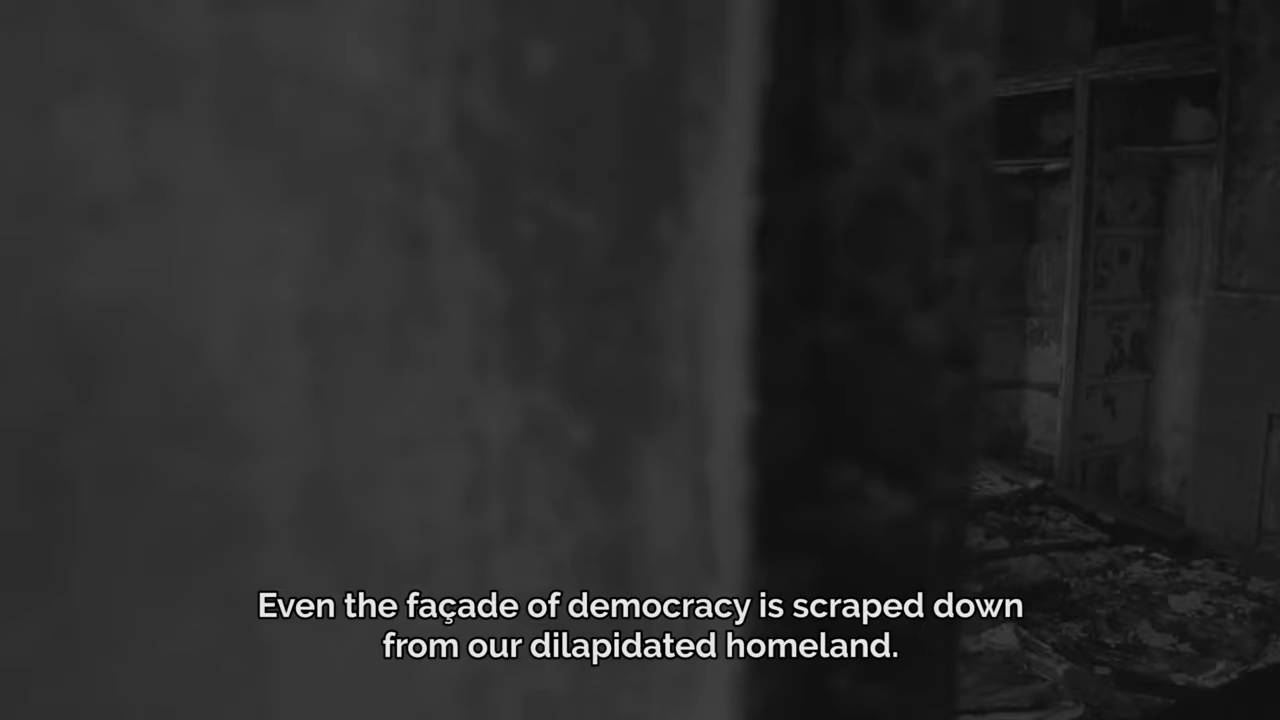 Even the façade of democracy is scraped down
from our dilapidated homeland.